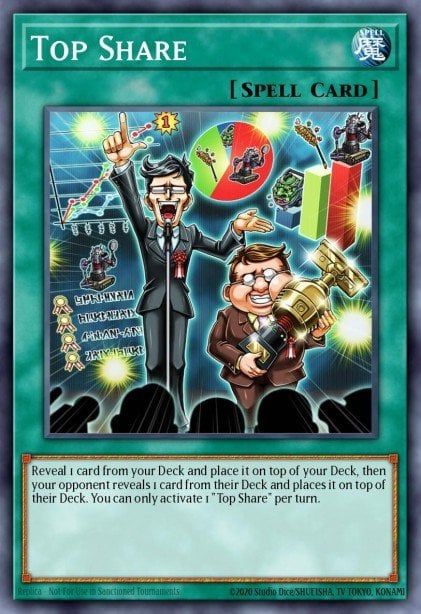 Top Share
SPELL
魔
[Spell Card]
1
Reveal 1 card from your Deck and place it on top of your Deck, then
your opponent reveals 1 card from their Deck and places it on top of
their Deck. You can only activate 1 "Top Share" per turn.
Replica - Not For Use in Sanctioned Tournaments
©2020 Studio Dice/SHUEISHA, TV TOKYO, KONAMI